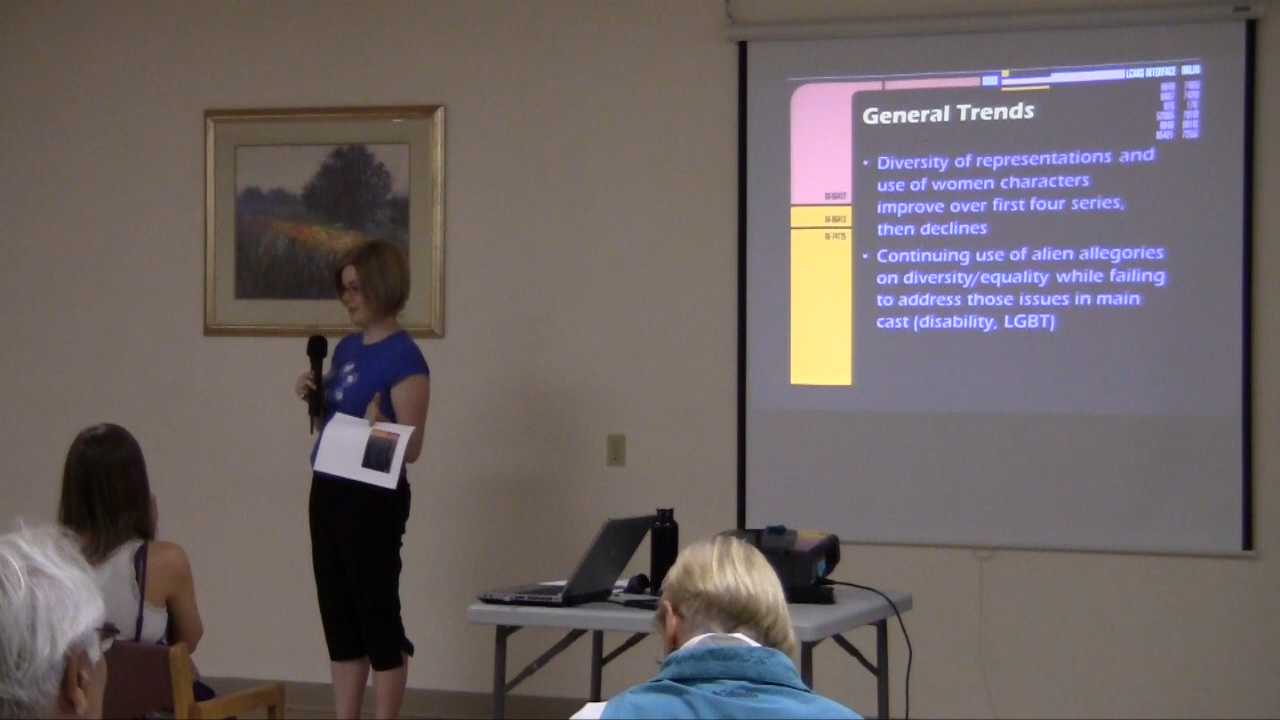 LCARS INTERFACE ONLINE
General Trends
• Diversity of representations and
use of women characters
improve over first four series,
then declines
• Continuing use of alien allegories
on diversity/equality while failing
to address those issues in main
cast (disability, LGBT)